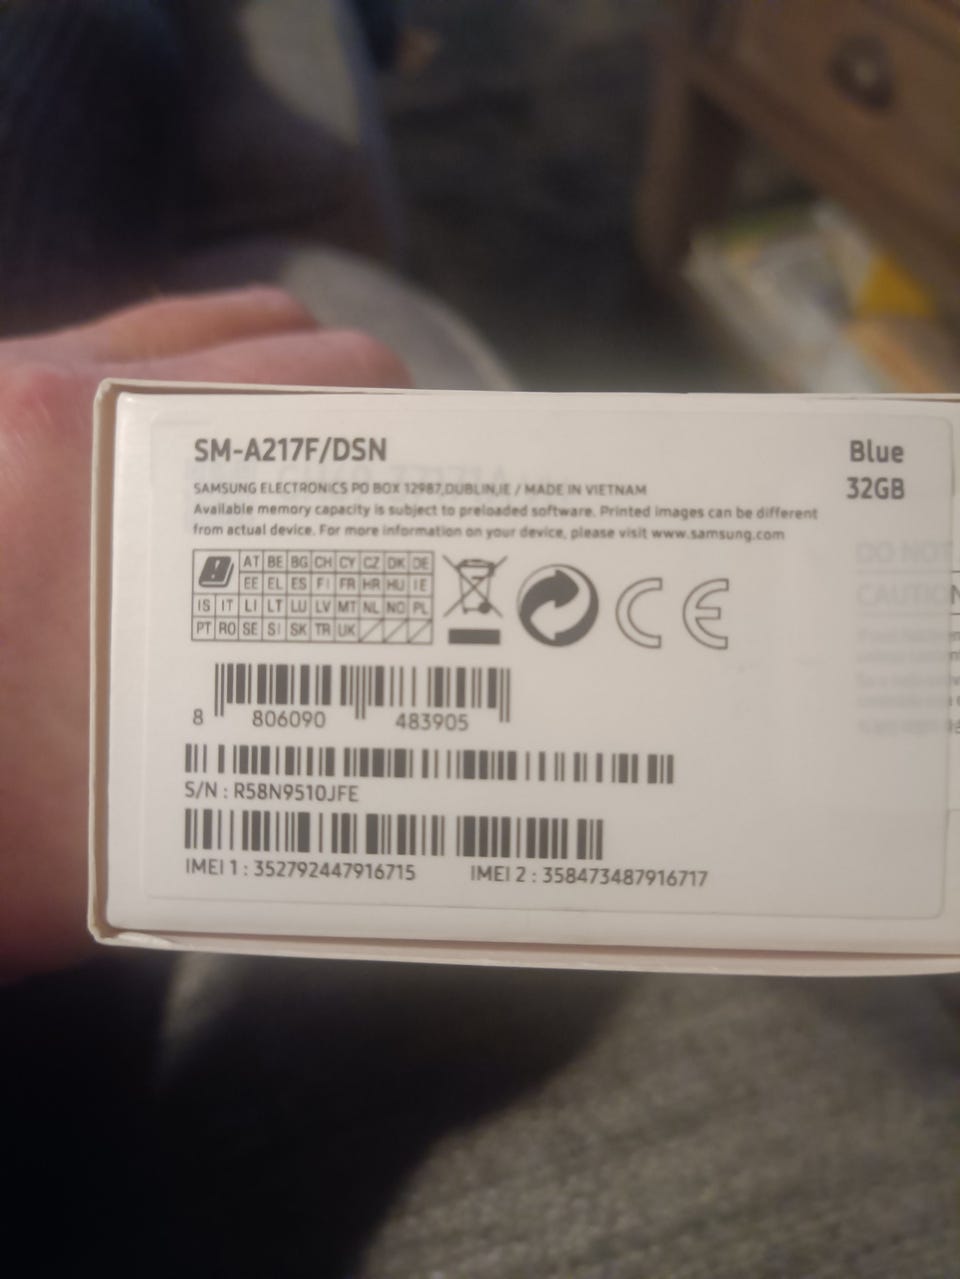 SM-A217F/DSN
Blue
32GB
SAMSUNG ELECTRONICS PO BOX 12987,DUBLIN,IE / MADE IN VIETNAM
Available memory capacity is subject to preloaded software. Printed images can be different
from actual device. For more information on your device, please visit www.samsung.com
AT BE BG CH CY CZ DK DE
EE EL ES FI FR HR HU IE
IS IT LI LT LU LV MT NL NO PL
PT RO SE SI SK TR UK
CE
8 806090 483905
S/N : R58N9510JFE
IMEI 1 : 352792447916715 IMEI 2 : 358473487916717
DO NOT
CAUTION